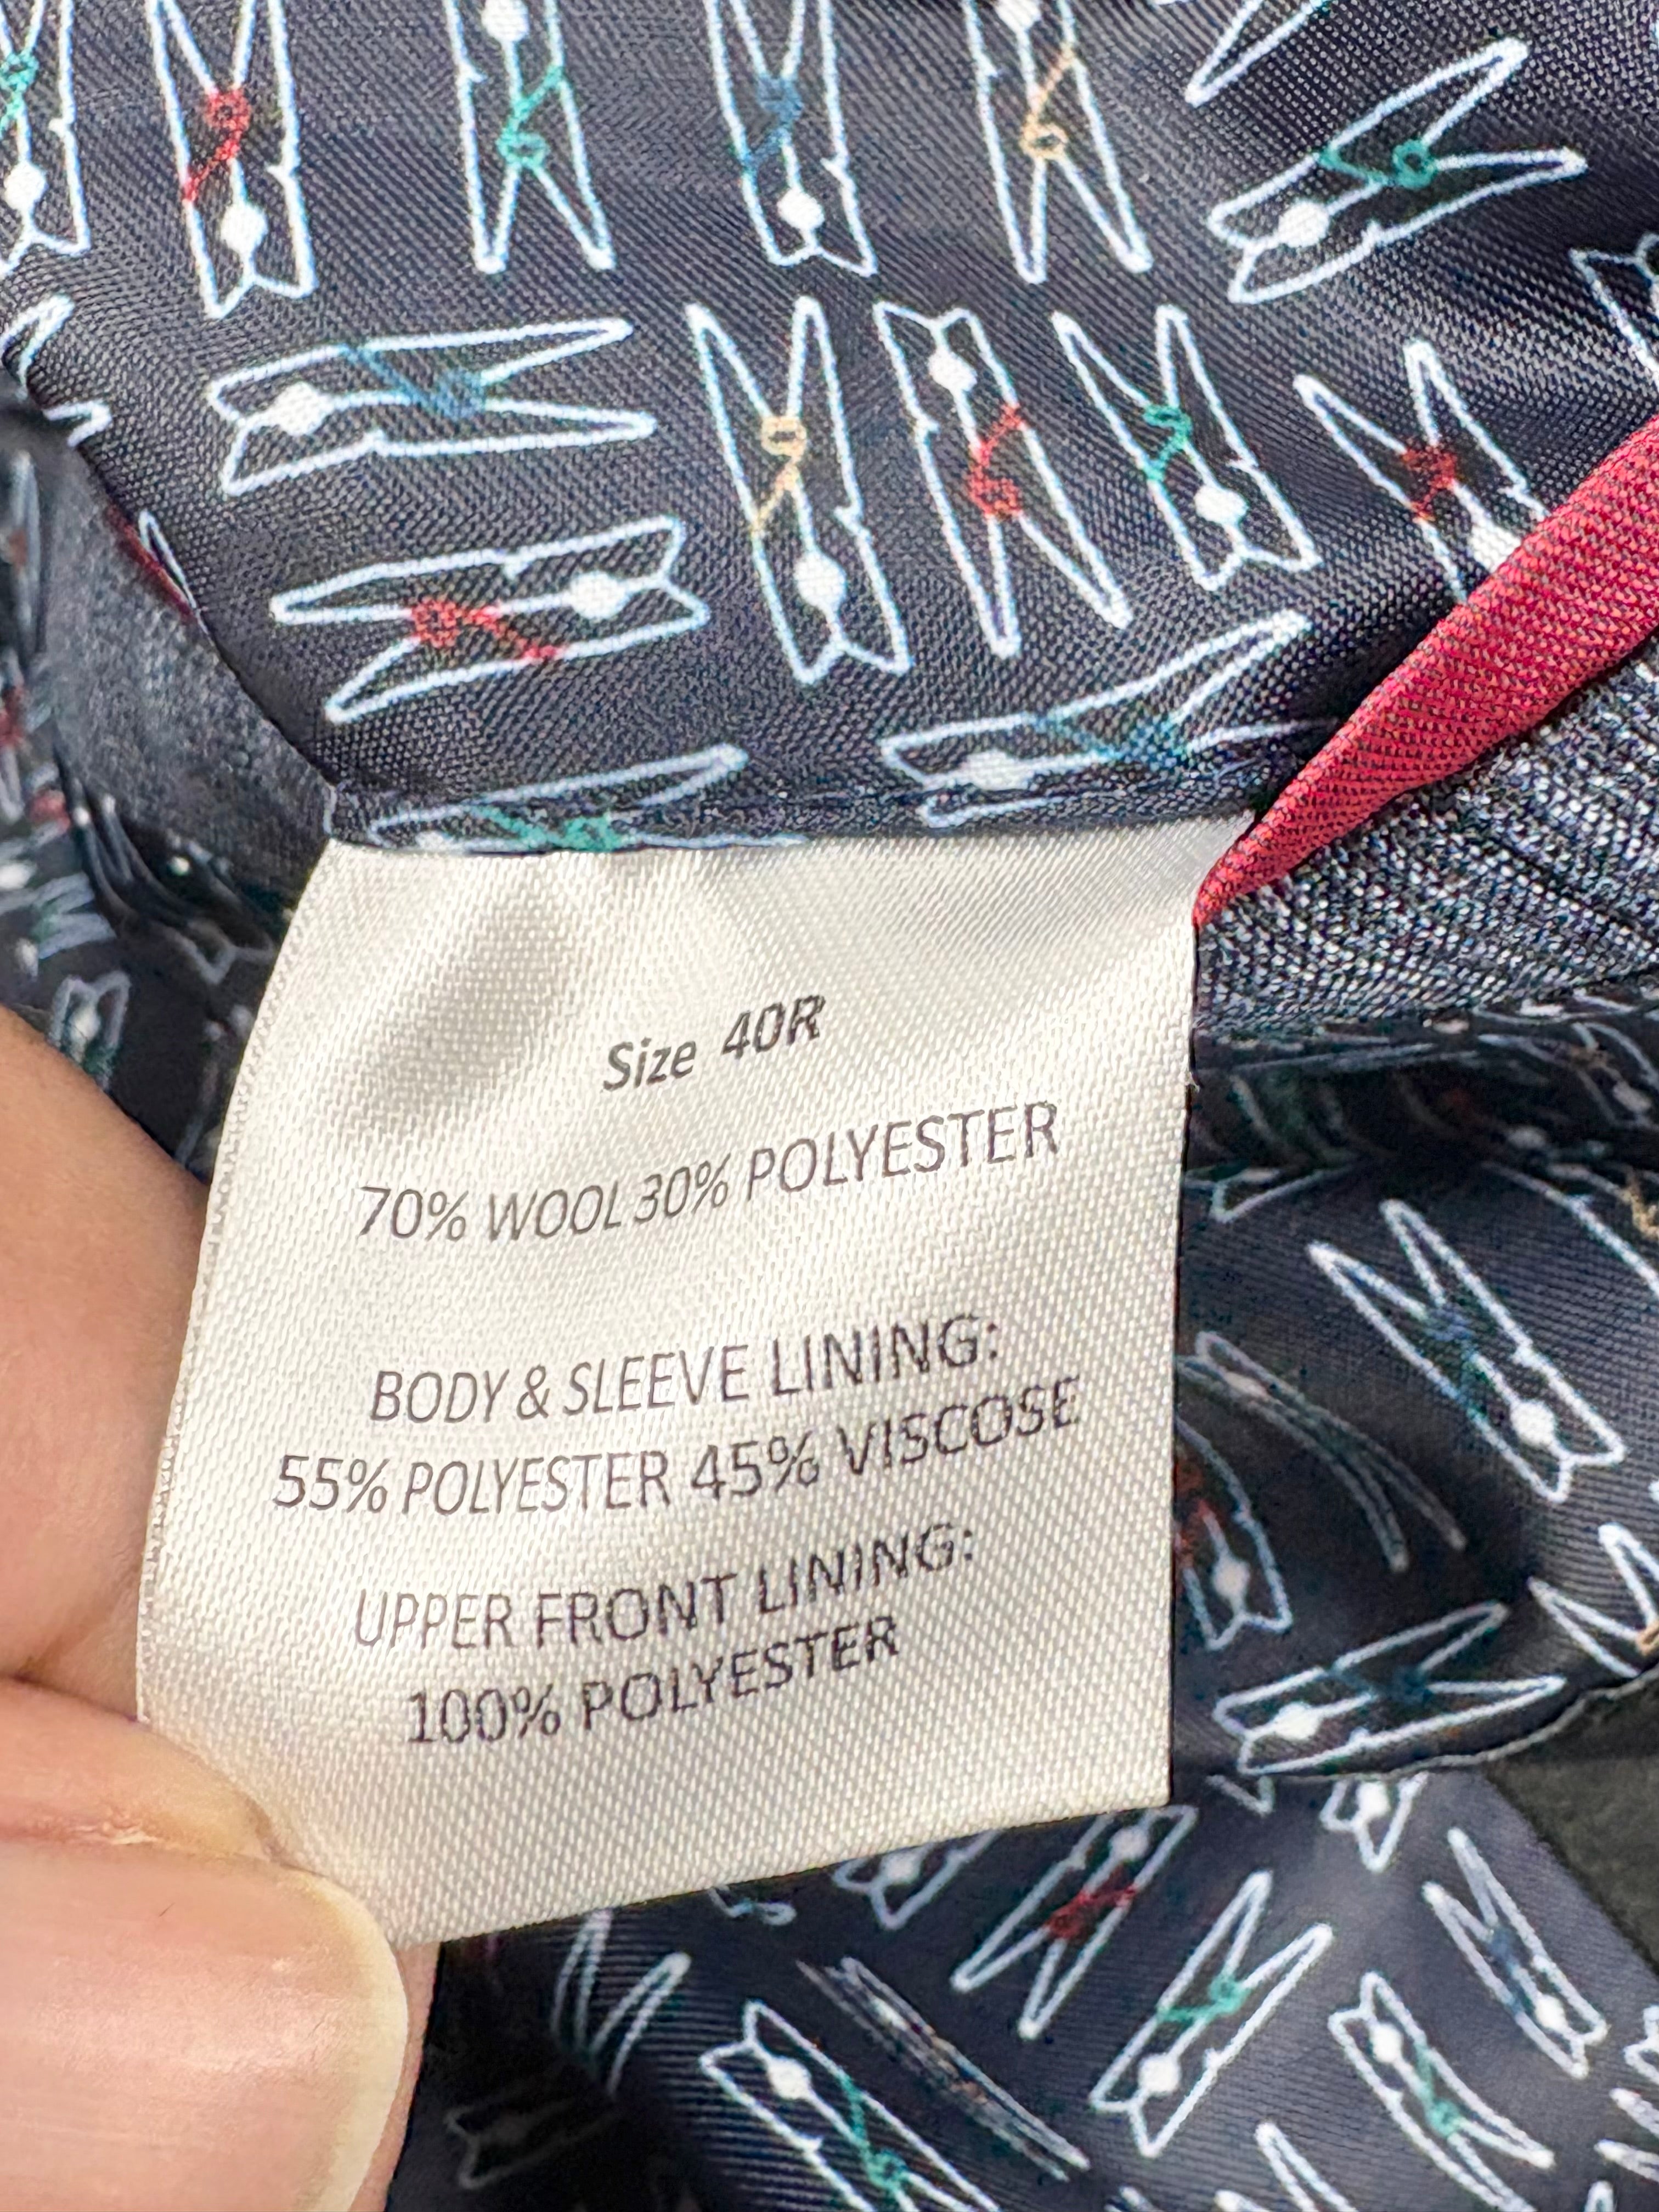 Size 40R
70% WOOL 30% POLYESTER
BODY & SLEEVE LINING:
55% POLYESTER 45% VISCOSE
UPPER FRONT LINING:
100% POLYESTER